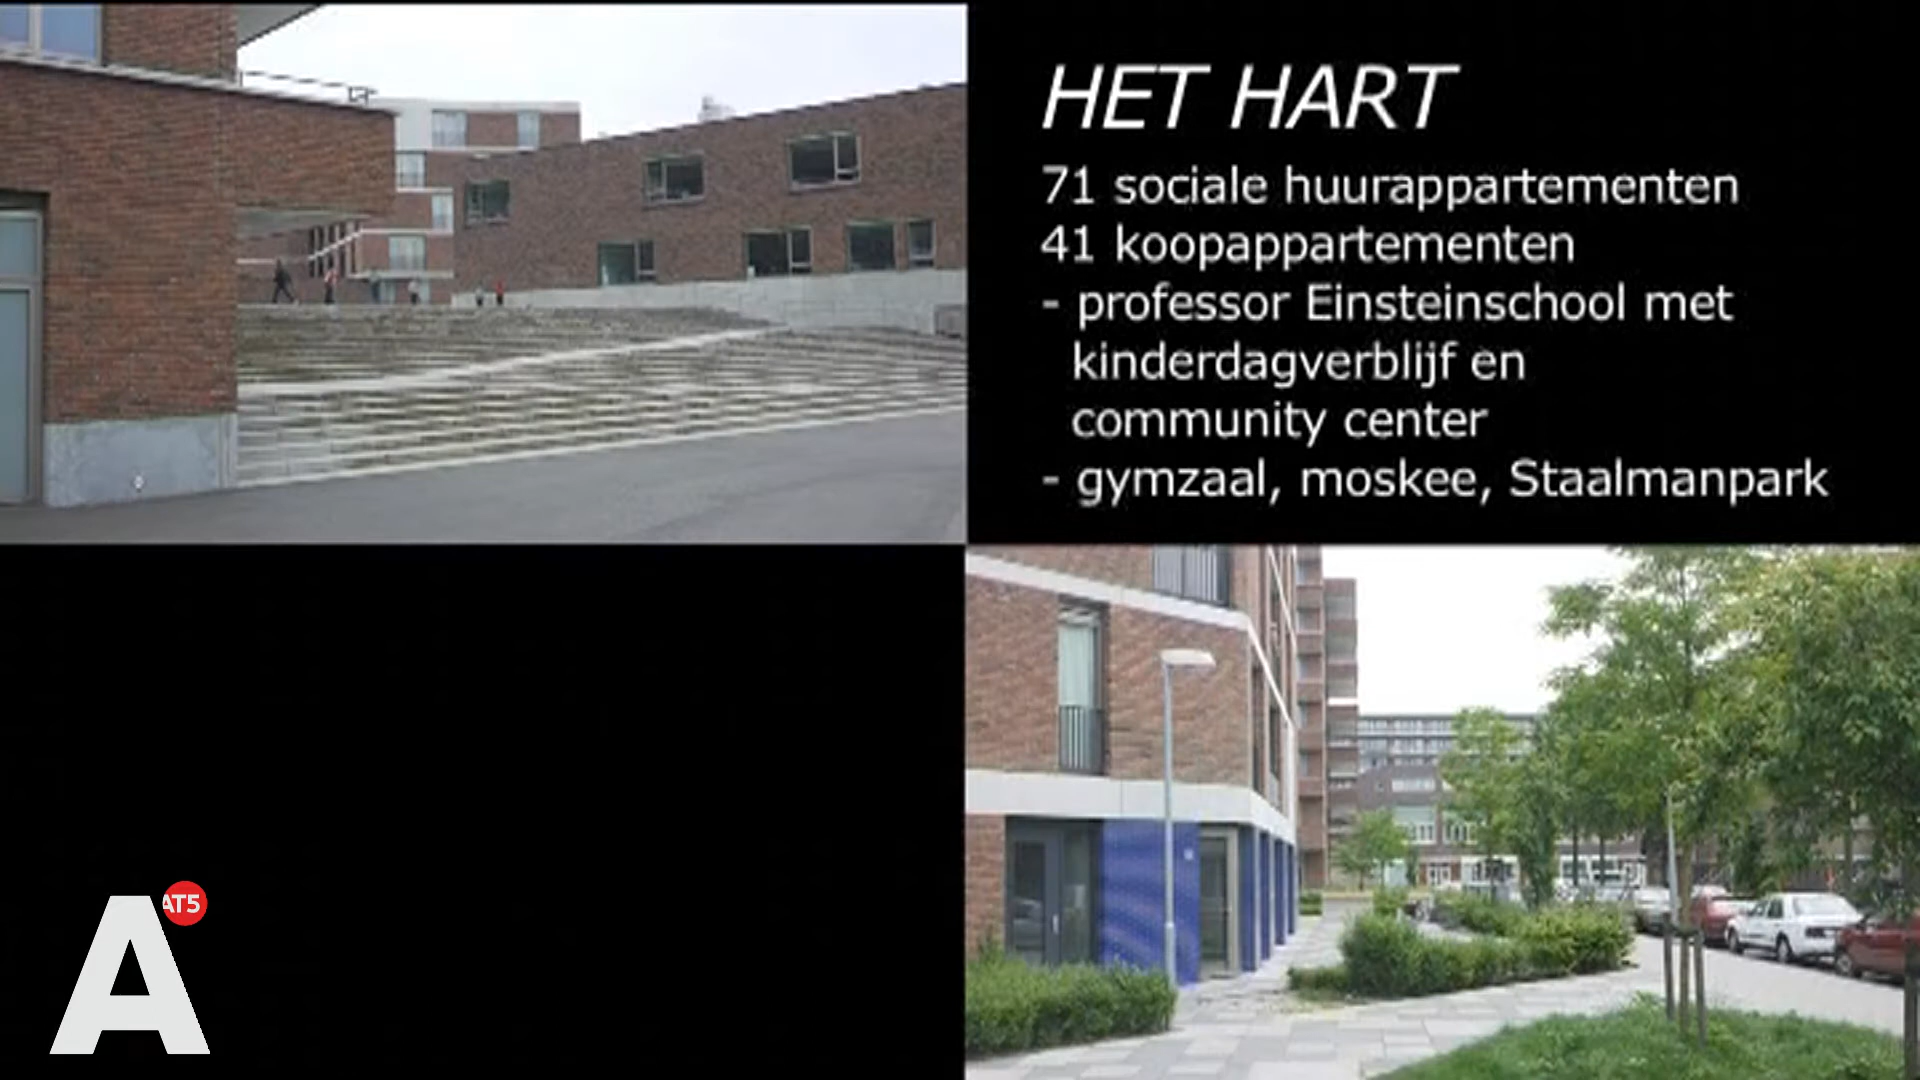 HET HART
71 sociale huurappartementen
41 koopappartementen
- professor Einsteinschool met
kinderdagverblijf en
community center
- gymzaal, moskee, Staalmanpark
A
AT5